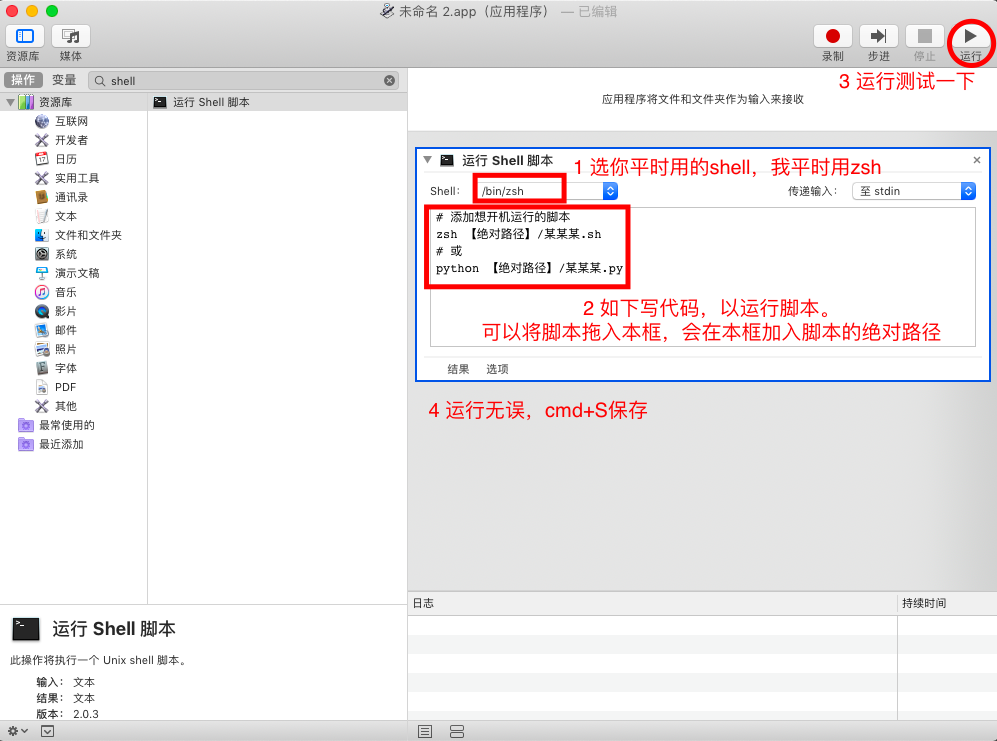 未命名 2.app（应用程序） — 已编辑
资源库 媒体 录制 步进 停止 运行
操作 变量 shell
3 运行测试一下
资源库
互联网
开发者
日历
实用工具
通讯录
文本
文件和文件夹
系统
演示文稿
音乐
影片
邮件
照片
字体
PDF
其他
最常使用的
最近添加
运行 Shell 脚本
应用程序将文件和文件夹作为输入来接收
运行 Shell 脚本
1 选你平时用的shell，我平时用zsh
Shell： /bin/zsh 传递输入： 至 stdin
# 添加想开机运行的脚本
zsh 【绝对路径】/某某某.sh
# 或
python 【绝对路径】/某某某.py
2 如下写代码，以运行脚本。
可以将脚本拖入本框，会在本框加入脚本的绝对路径
结果 选项
4 运行无误，cmd+S保存
日志 持续时间
运行 Shell 脚本
此操作将执行一个 Unix shell 脚本。
输入： 文本
结果： 文本
版本： 2.0.3